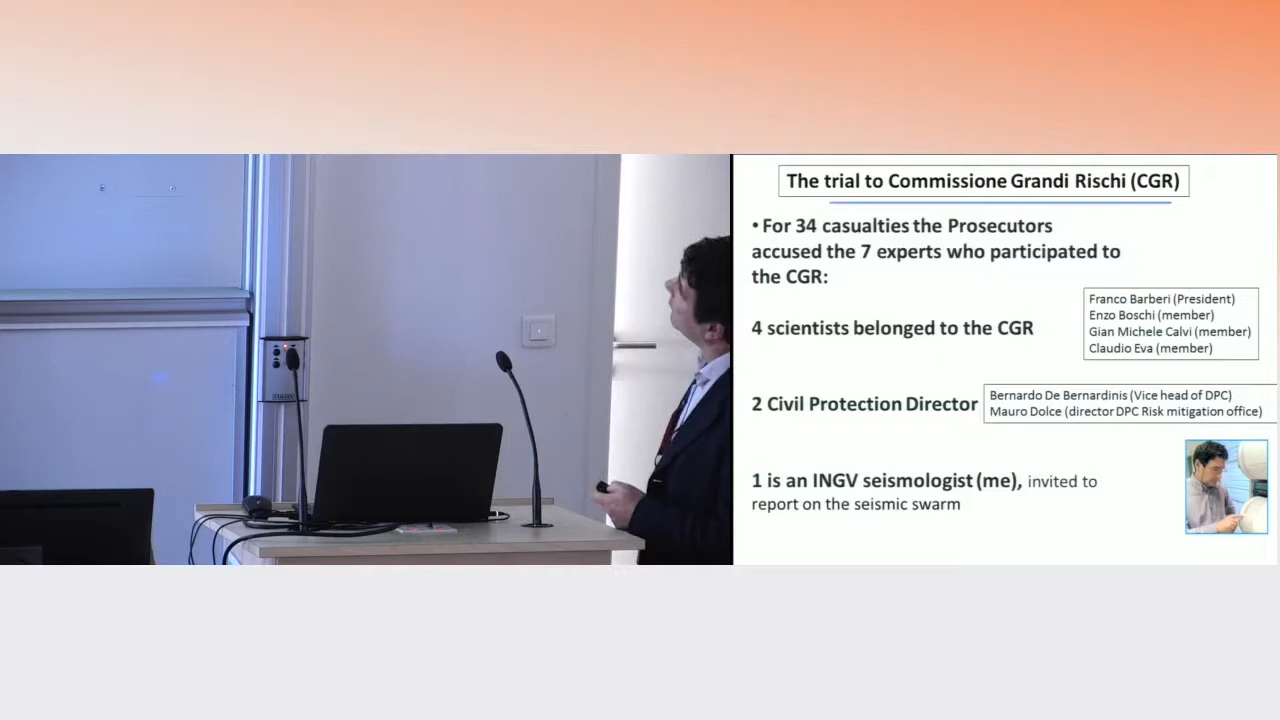 The trial to Commissione Grandi Rischi (CGR)
• For 34 casualties the Prosecutors
accused the 7 experts who participated to
the CGR:
4 scientists belonged to the CGR
Franco Barberi (President)
Enzo Boschi (member)
Gian Michele Calvi (member)
Claudio Eva (member)
2 Civil Protection Director
Bernardo De Bernardinis (Vice head of DPC)
Mauro Dolce (director DPC Risk mitigation office)
1 is an INGV seismologist (me), invited to
report on the seismic swarm